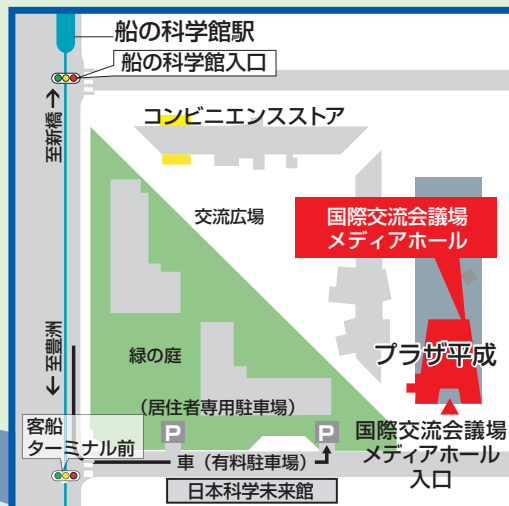 船の科学館駅
船の科学館入口
至新橋→
コンビニエンスストア
交流広場
国際交流会議場
メディアホール
←至豊洲
緑の庭
プラザ平成
(居住者専用駐車場)
客船
ターミナル前
P
P
国際交流会議場
メディアホール
入口
車(有料駐車場)
日本科学未来館